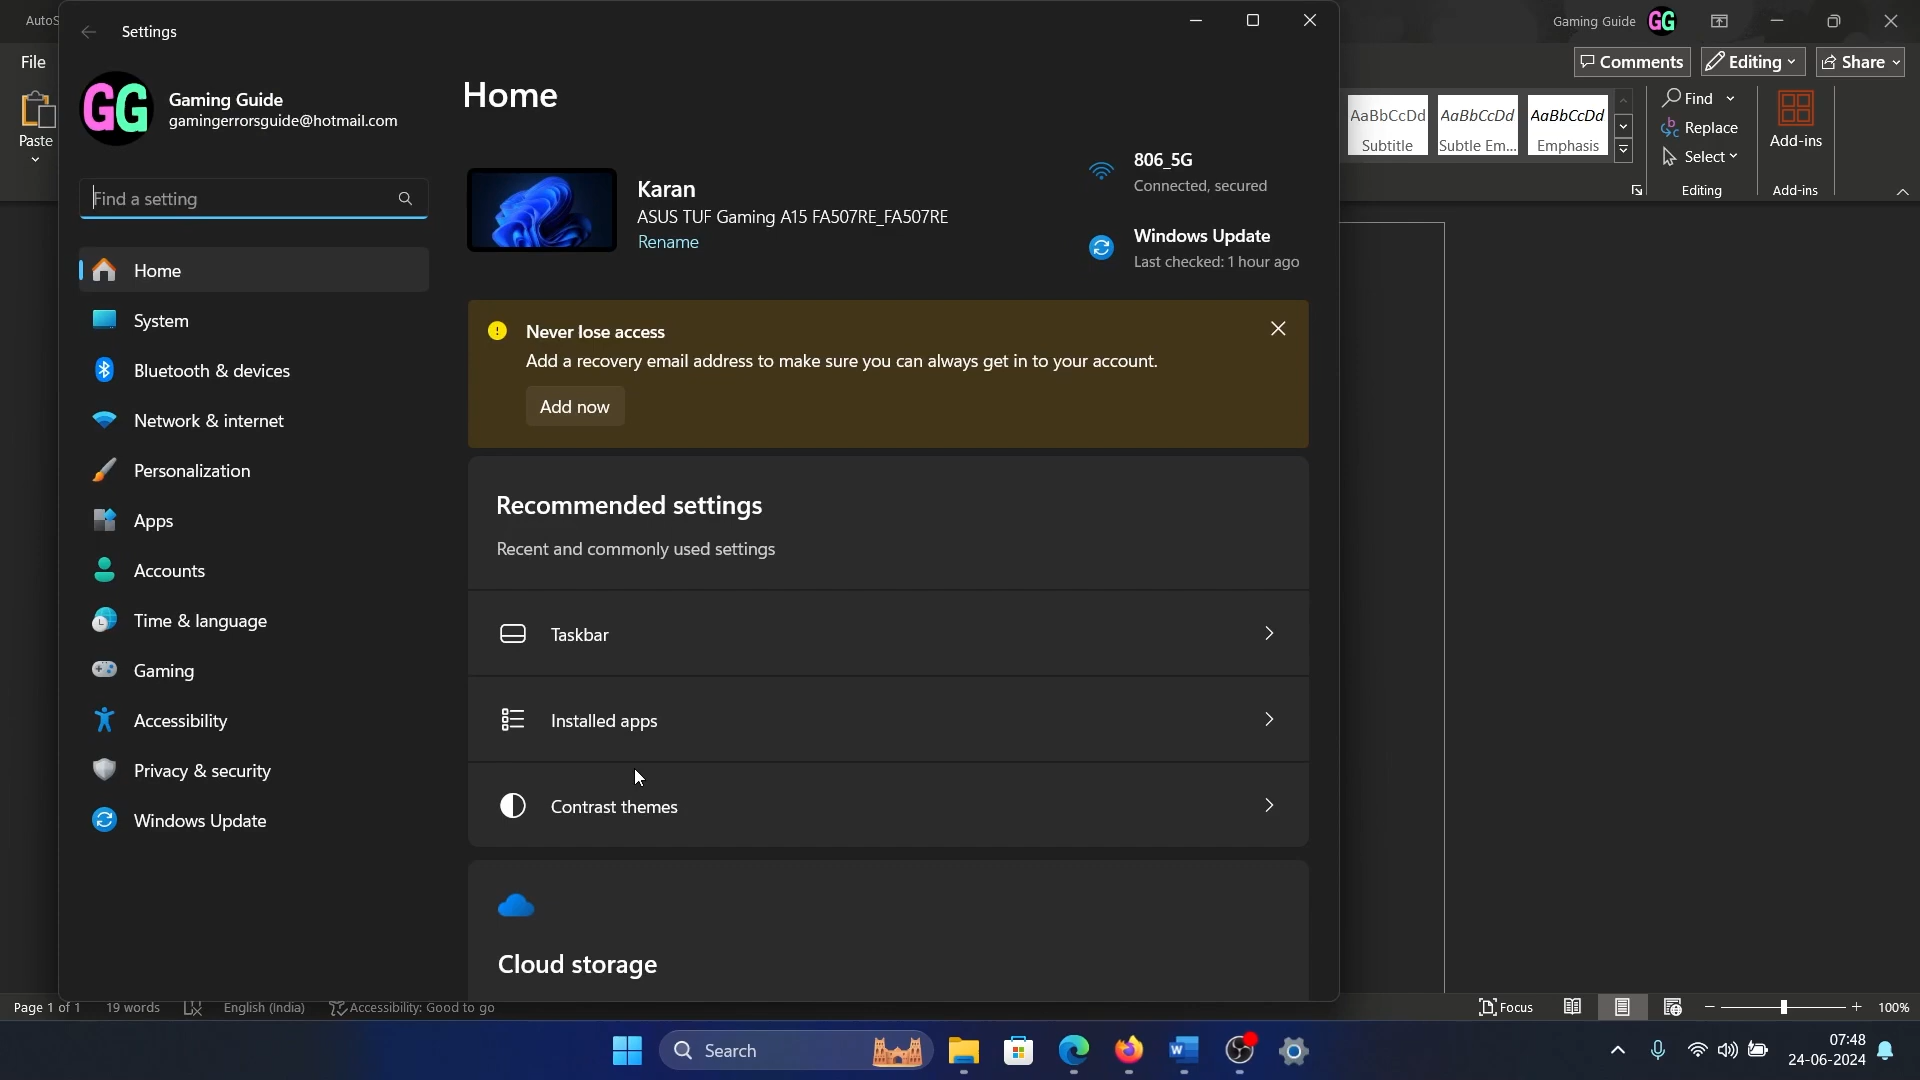 AutoS
Settings
Gaming Guide GG
File
Comments
Editing
Share
GG
Gaming Guide
gamingerrorsguide@hotmail.com
Home
Find a setting
Karan
ASUS TUF Gaming A15 FA507RE_FA507RE
Rename
806_5G
Connected, secured
Windows Update
Last checked: 1 hour ago
Paste
AaBbCcDd
Subtitle
AaBbCcDd
Subtle Em...
AaBbCcDd
Emphasis
Find
Replace
Select
Editing
Add-ins
Add-ins
Home
System
Bluetooth & devices
Network & internet
Personalization
Apps
Accounts
Time & language
Gaming
Accessibility
Privacy & security
Windows Update
Never lose access
Add a recovery email address to make sure you can always get in to your account.
Add now
Recommended settings
Recent and commonly used settings
Taskbar
Installed apps
Contrast themes
Cloud storage
Page 1 of 1
19 words
English (India)
Accessibility: Good to go
Focus
100%
Search
07:48
24-06-2024